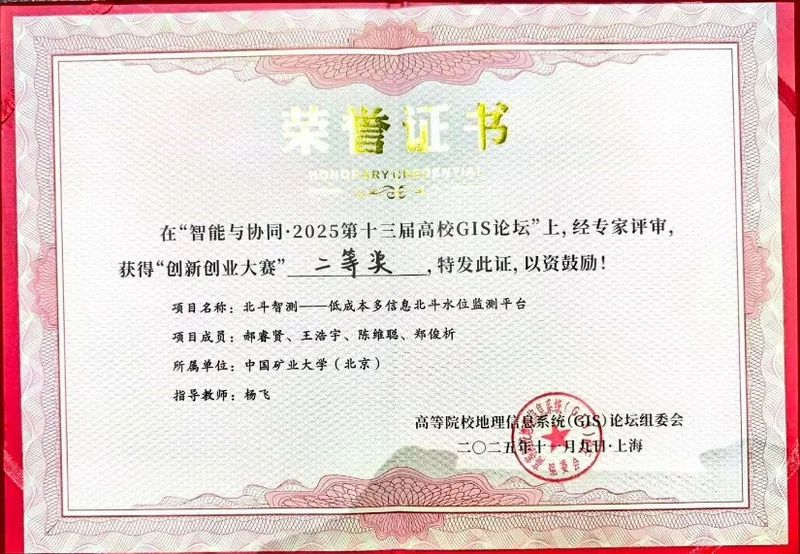 荣誉证书
HONORARY CREDENTIAL
在“智能与协同·2025第十三届高校GIS论坛”上,经专家评审,
获得“创新创业大赛”二等奖,特发此证,以资鼓励!
项目名称:北斗智测——低成本多信息北斗水位监测平台
项目成员:郝睿贤、王浩宇、陈维聪、郑俊析
所属单位:中国矿业大学(北京)
指导教师:杨飞
高等院校地理信息系统(GIS)论坛组委会
二〇二五年十一月九日·上海